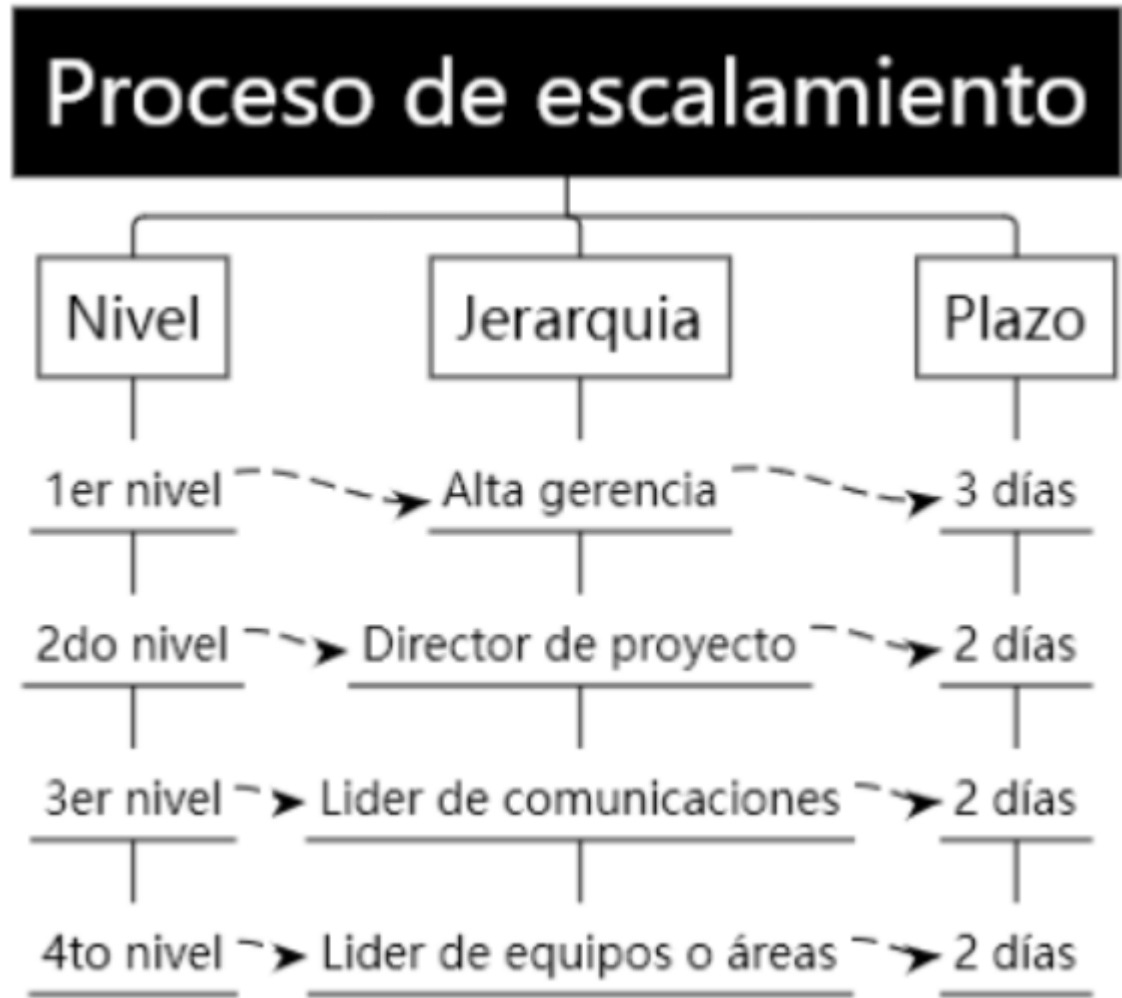 Proceso de escalamiento
Nivel Jerarquia Plazo
1er nivel Alta gerencia 3 días
2do nivel Director de proyecto 2 días
3er nivel Lider de comunicaciones 2 días
4to nivel Lider de equipos o áreas 2 días